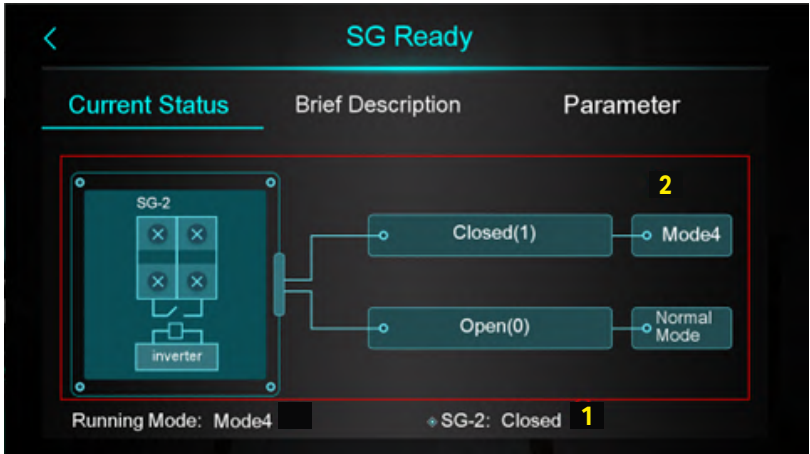 SG Ready
Current Status Brief Description Parameter
2
SG-2
Closed(1) Mode4
Open(0) Normal
Mode
inverter
Running Mode: Mode4 SG-2: Closed 1